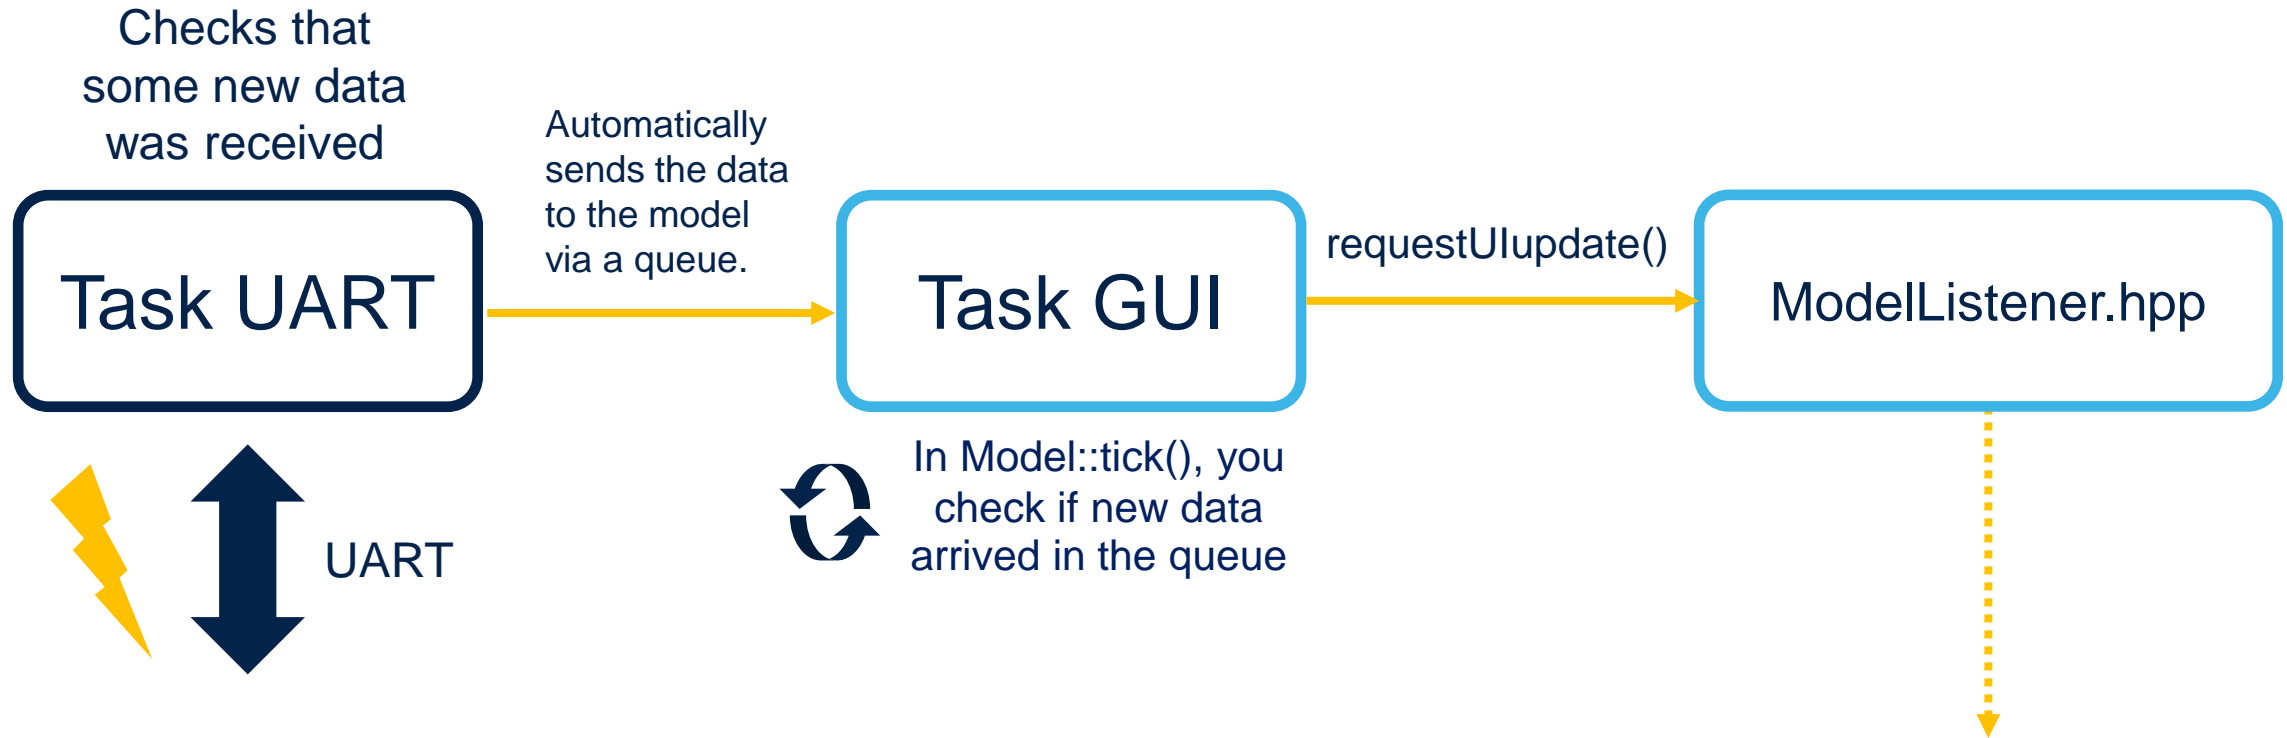 Checks that
some new data
was received
Task UART
UART
Automatically
sends the data
to the model
via a queue.
Task GUI
In Model::tick(), you
check if new data
arrived in the queue
requestUIupdate()
ModelListener.hpp